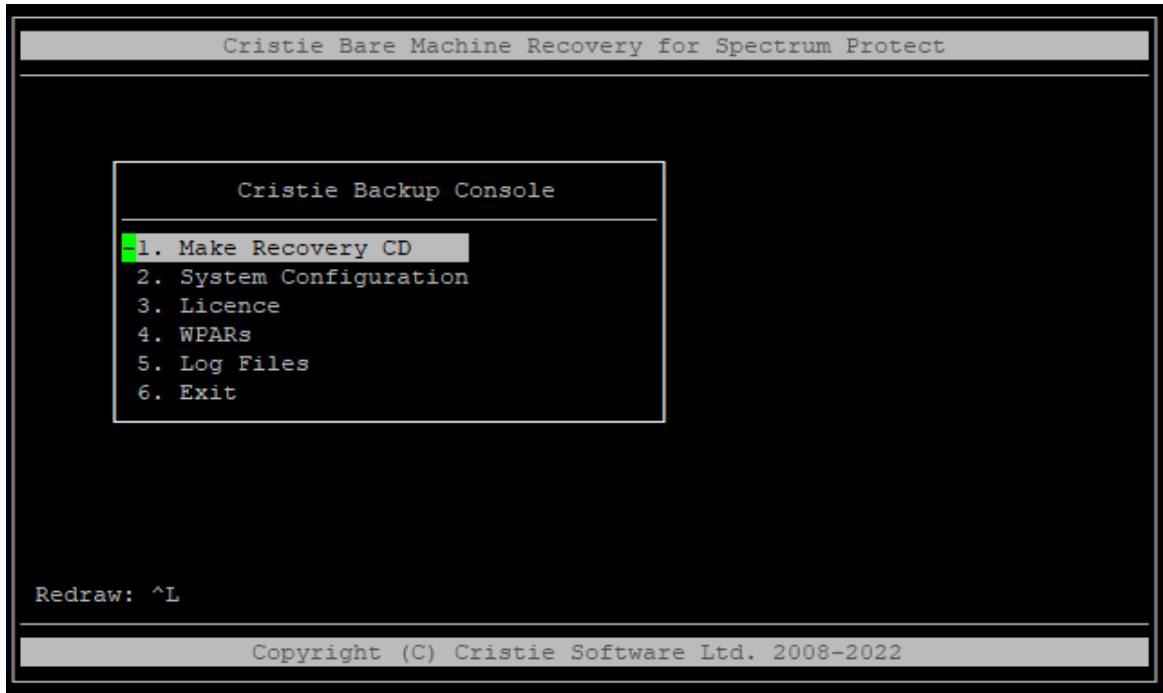 Cristie Bare Machine Recovery for Spectrum Protect
Cristie Backup Console
-1. Make Recovery CD
2. System Configuration
3. Licence
4. WPARs
5. Log Files
6. Exit
Redraw: ^L
Copyright (C) Cristie Software Ltd. 2008-2022